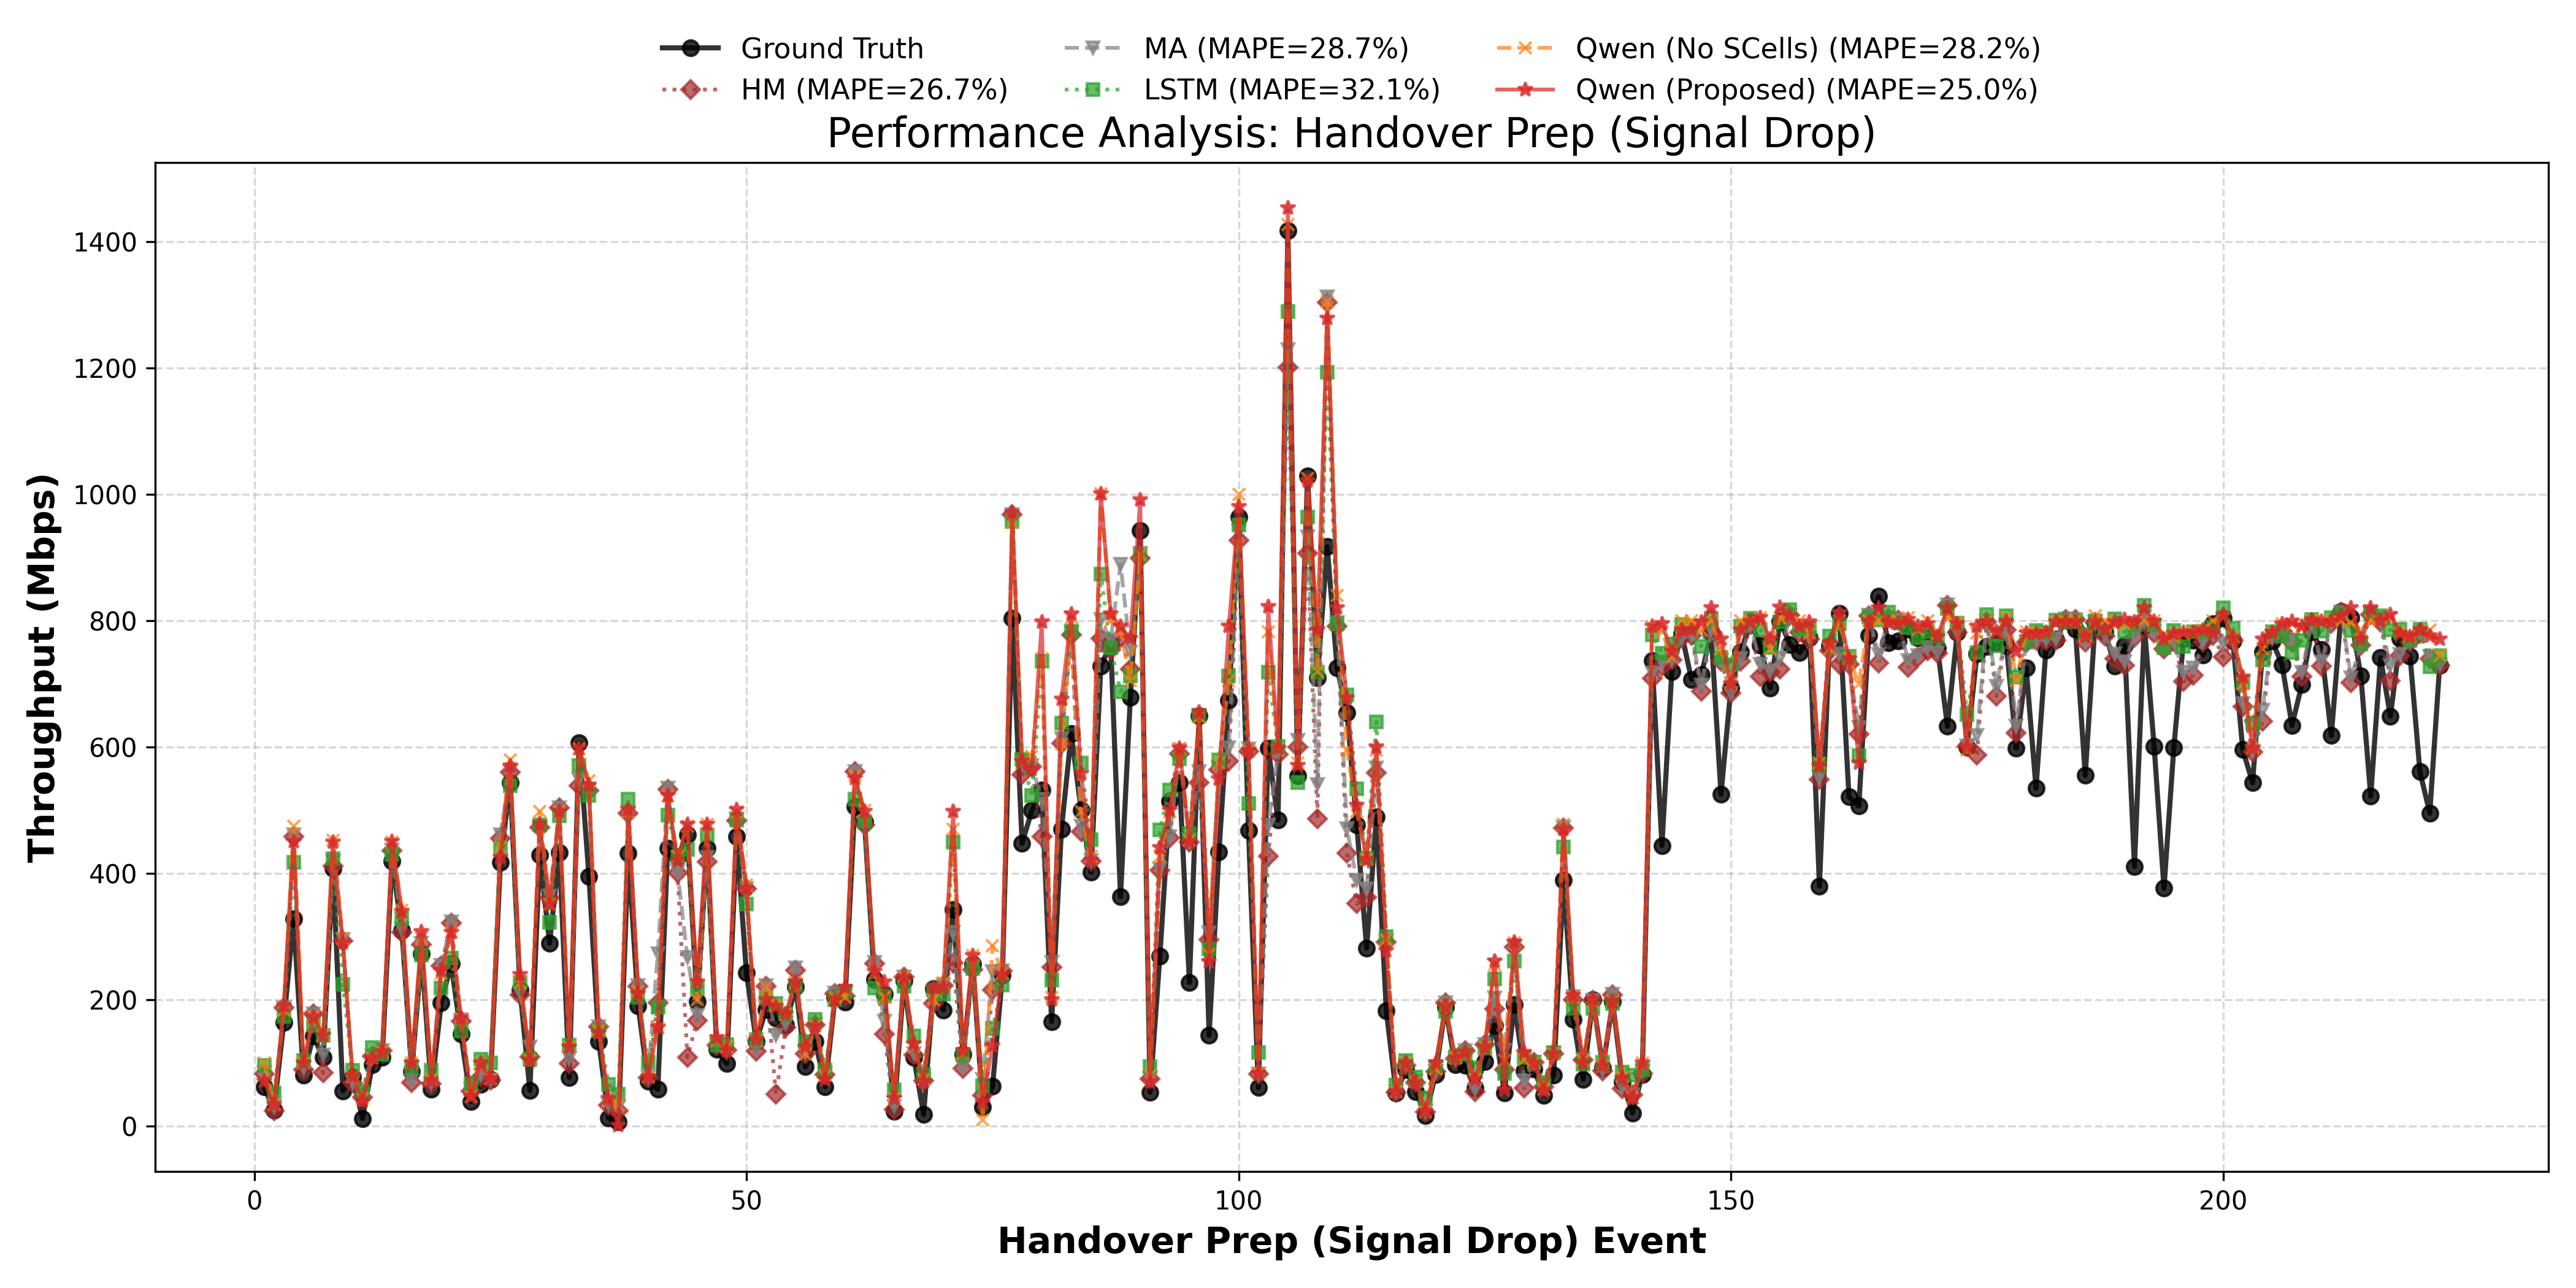 Ground Truth
HM (MAPE=26.7%)
MA (MAPE=28.7%)
LSTM (MAPE=32.1%)
Qwen (No SCells) (MAPE=28.2%)
Qwen (Proposed) (MAPE=25.0%)
Performance Analysis: Handover Prep (Signal Drop)
Throughput (Mbps)
1400
1200
1000
800
600
400
200
0
0 50 100 150 200
Handover Prep (Signal Drop) Event